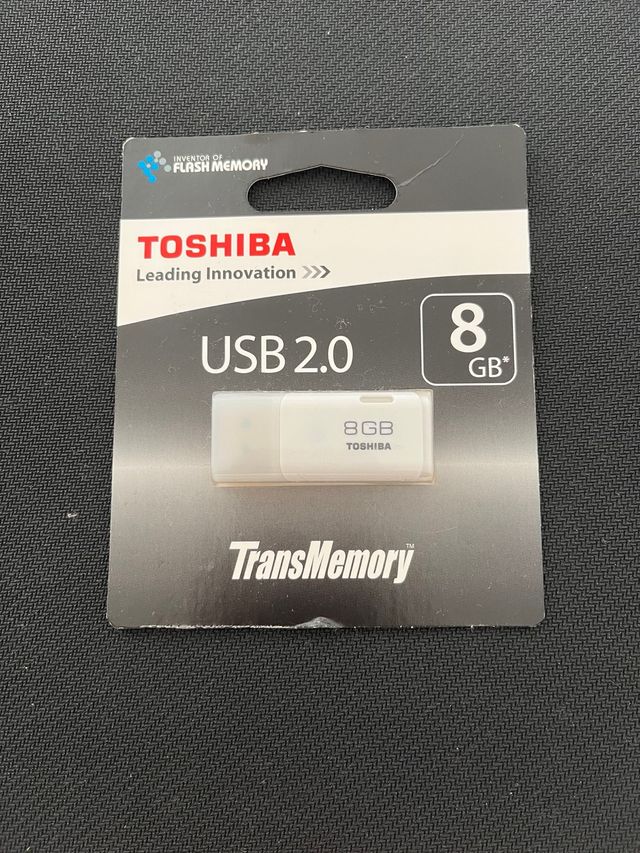 INVENTOR OF
FLASH MEMORY
TOSHIBA
Leading Innovation >>>
USB 2.0
8
GB*
8GB
TOSHIBA
TransMemory™